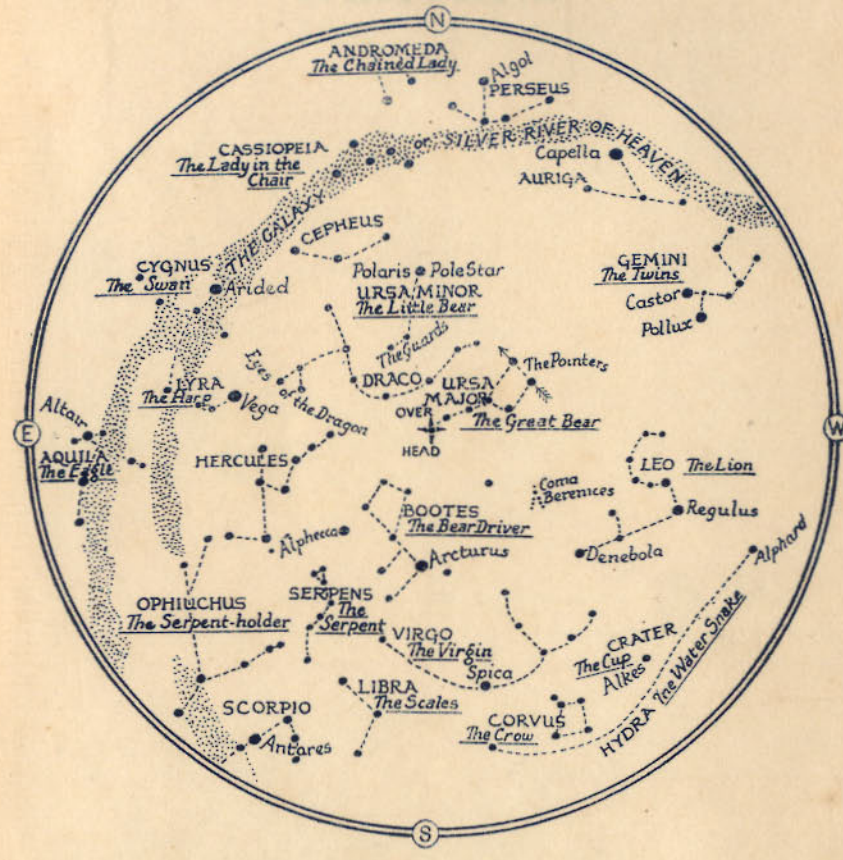 N
ANDROMEDA
The Chained Lady
Algol
PERSEUS
CASSIOPEIA
The Lady in the
Chair
THE GALAXY or SILVER RIVER OF HEAVEN
Capella
AURIGA
CEPHEUS
CYGNUS
The Swan
Arided
Polaris Pole Star
URSA MINOR
The Little Bear
The Guards
GEMINI
The Twins
Castor
Pollux
LYRA
The Harp
Vega
Eyes
of the Dragon
DRACO
URSA
MAJOR
The Great Bear
The Pointers
OVER
HEAD
E
Altair
AQUILA
The Eagle
HERCULES
W
LEO The Lion
Coma
Berenices
Regulus
BOOTES
The Bear Driver
Alphecca
Arcturus
Denebola
Alphard
OPHIUCHUS
The Serpent-holder
SERPENS
The
Serpent
VIRGO
The Virgin
Spica
CRATER
The Cup
Alkes
HYDRA The Water Snake
SCORPIO
Antares
LIBRA
The Scales
CORVUS
The Crow
S